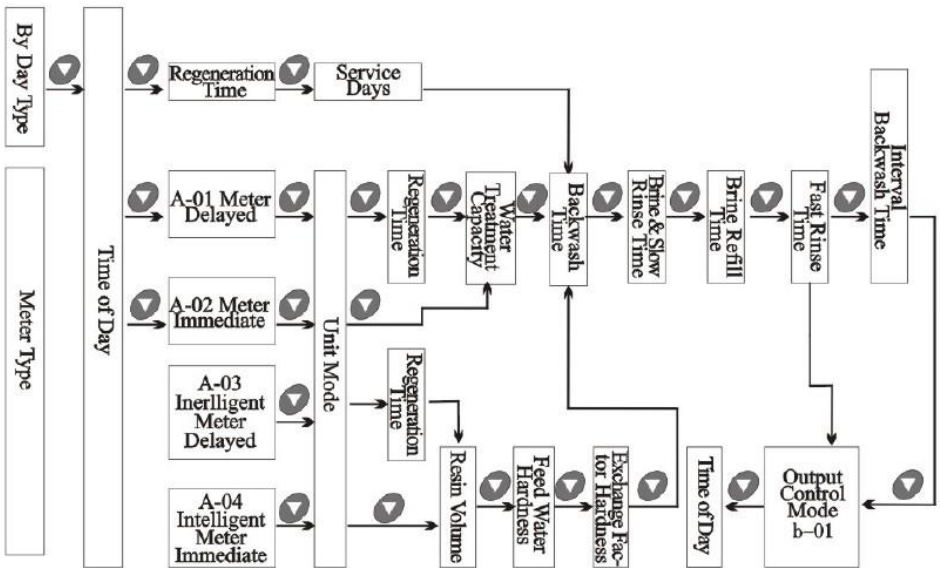 By Day Type
Meter Type
Time of Day
Regeneration
Time
Service
Days
A-01 Meter
Delayed
A-02 Meter
Immediate
A-03
Inerlligent
Meter
Delayed
A-04
Intelligent
Meter
Immediate
Unit Mode
Regeneration
Time
Water
Treatment
Capacity
Backwash
Time
Brine & Slow
Rinse Time
Brine Refill
Time
Fast Rinse
Time
Interval
Backwash Time
Regeneration
Time
Resin Volume
Feed Water
Hardness
Exchange Fac-
tor Hardness
Time of Day
Output
Control
Mode
b-01